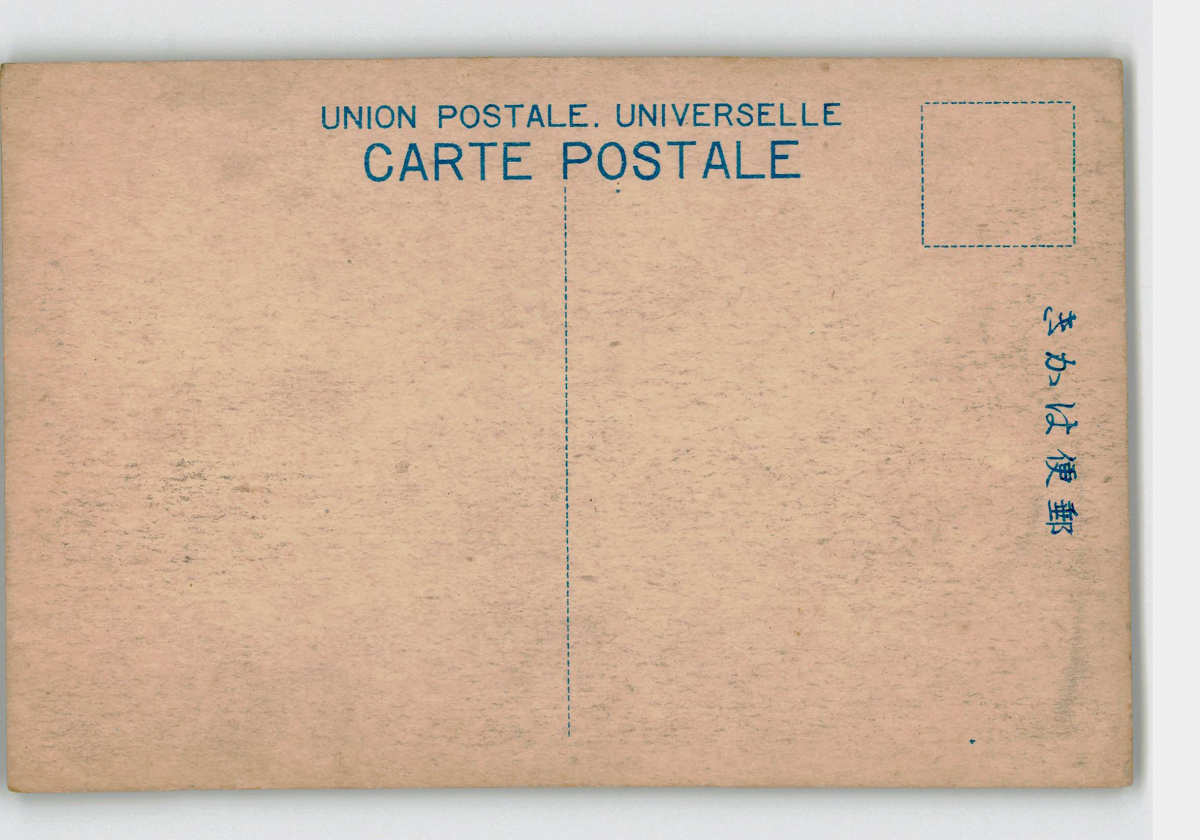 UNION POSTALE. UNIVERSELLE
CARTE POSTALE
郵便はかき